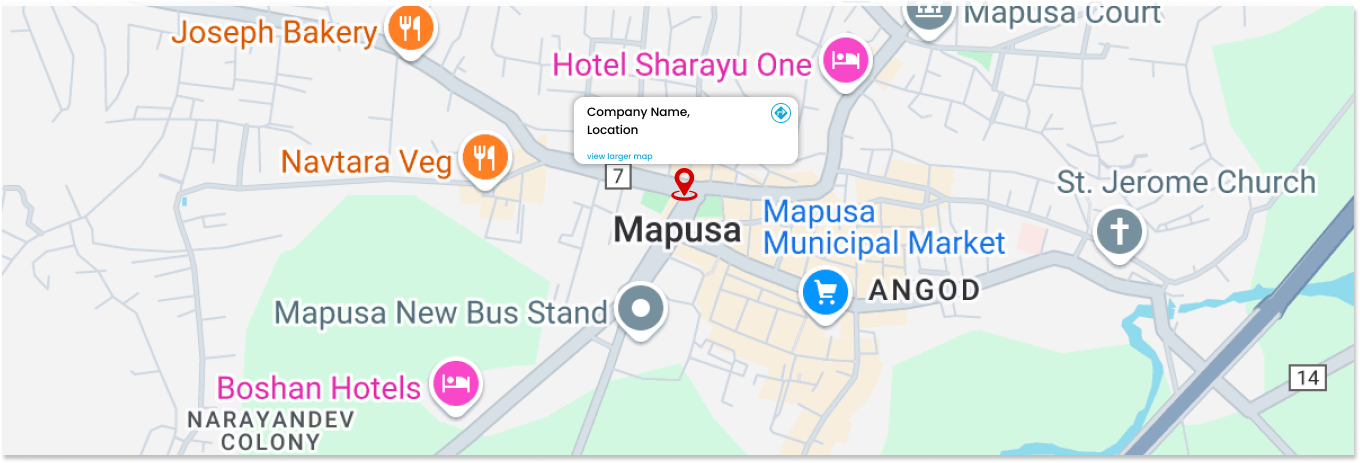 Mapusa Court
Joseph Bakery
Hotel Sharayu One
Company Name,
Location
view larger map
Navtara Veg
7
St. Jerome Church
Mapusa
Mapusa
Municipal Market
ANGOD
Mapusa New Bus Stand
14
Boshan Hotels
NARAYANDEV
COLONY